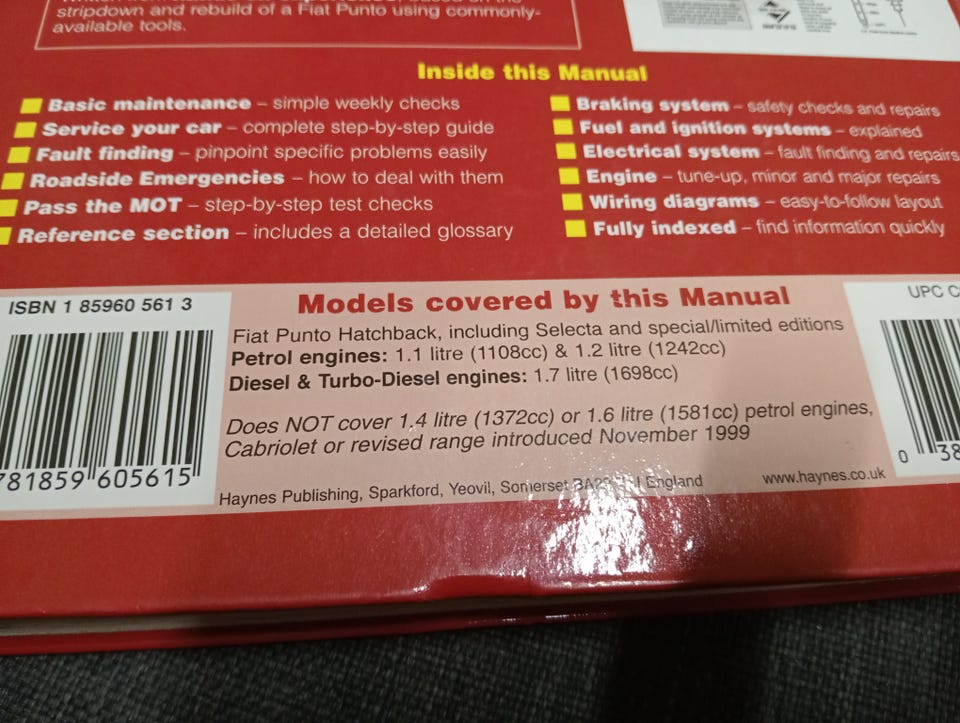 stripdown and rebuild of a Fiat Punto using commonly-
available tools.
Inside this Manual
Basic maintenance – simple weekly checks
Service your car – complete step-by-step guide
Fault finding – pinpoint specific problems easily
Roadside Emergencies – how to deal with them
Pass the MOT – step-by-step test checks
Reference section – includes a detailed glossary
Braking system – safety checks and repairs
Fuel and ignition systems – explained
Electrical system – fault finding and repairs
Engine – tune-up, minor and major repairs
Wiring diagrams – easy-to-follow layout
Fully indexed – find information quickly
ISBN 1 85960 561 3
781859 605615
Models covered by this Manual
Fiat Punto Hatchback, including Selecta and special/limited editions
Petrol engines: 1.1 litre (1108cc) & 1.2 litre (1242cc)
Diesel & Turbo-Diesel engines: 1.7 litre (1698cc)
Does NOT cover 1.4 litre (1372cc) or 1.6 litre (1581cc) petrol engines,
Cabriolet or revised range introduced November 1999
Haynes Publishing, Sparkford, Yeovil, Somerset England
www.haynes.co.uk
UPC
0 38